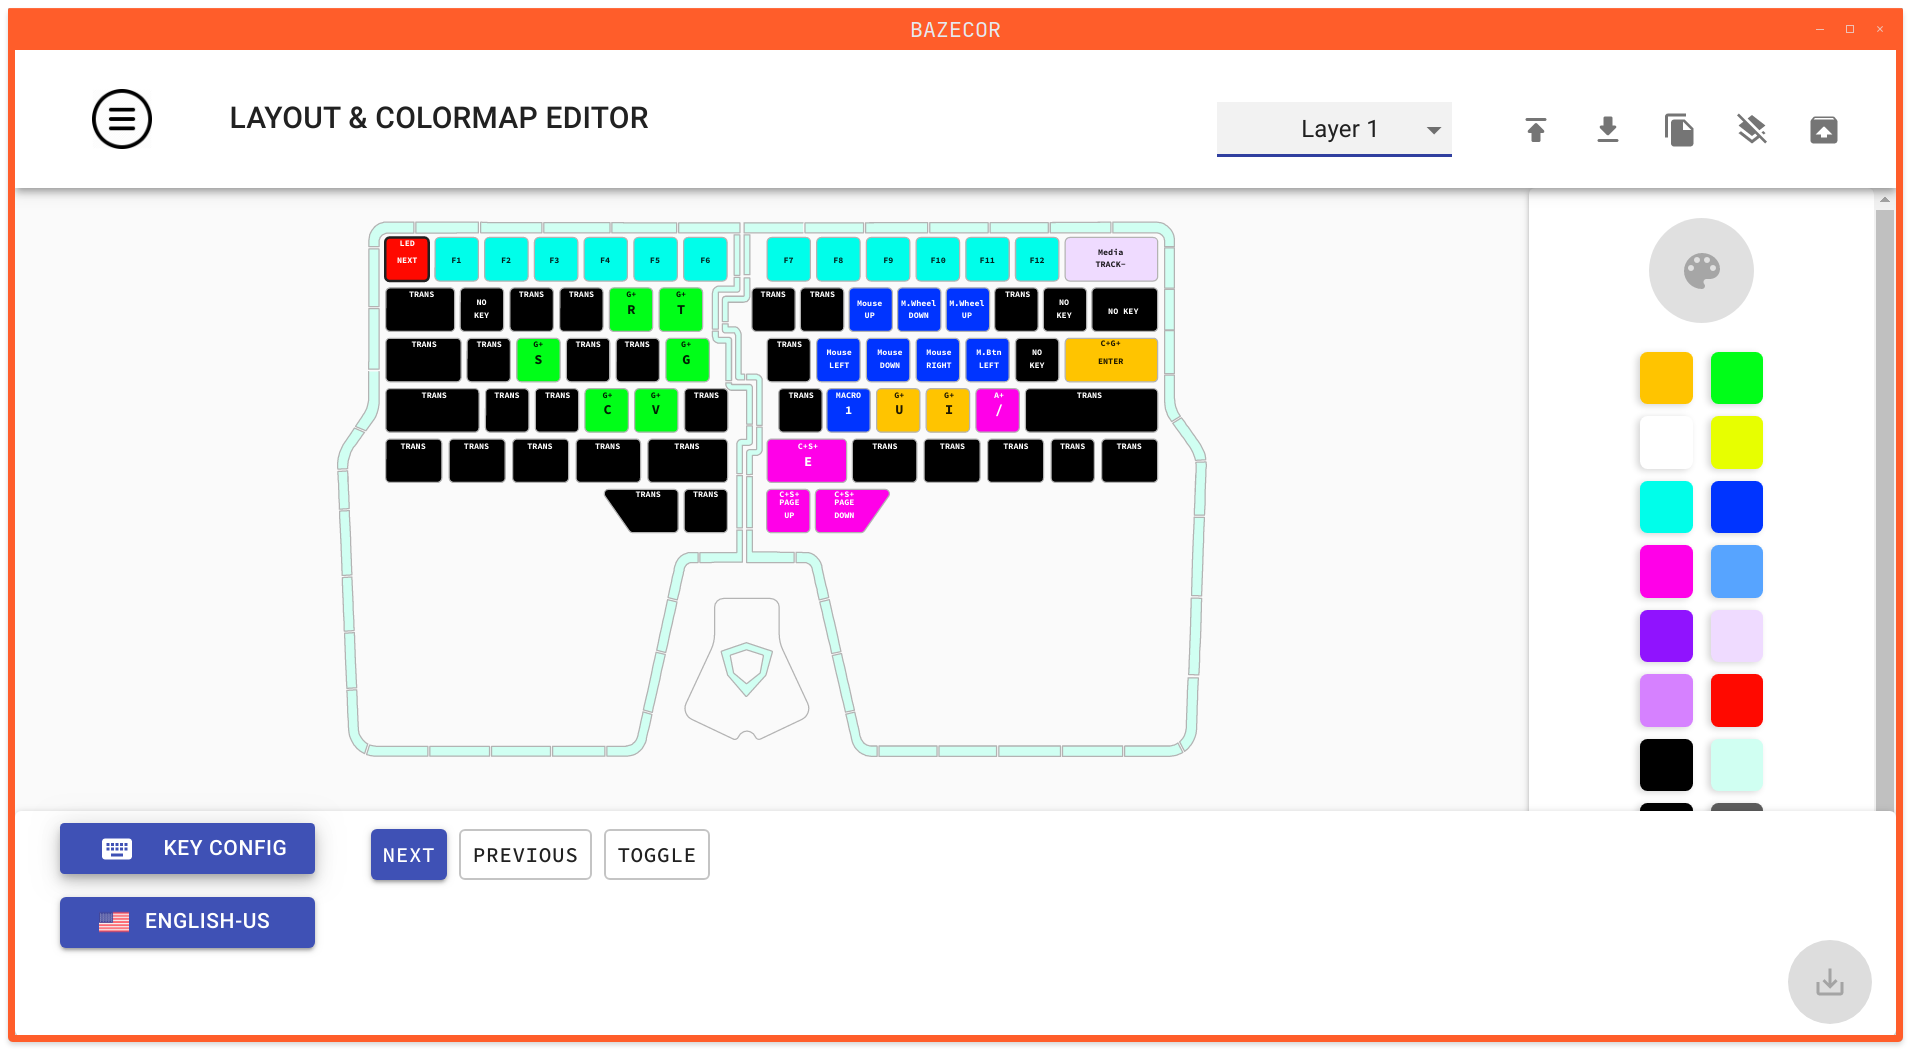 BAZECOR
LAYOUT & COLORMAP EDITOR
Layer 1
LED
NEXT
F1
F2
F3
F4
F5
F6
F7
F8
F9
F10
F11
F12
Media
TRACK-
TRANS
NO
KEY
TRANS
TRANS
G+
R
G+
T
TRANS
TRANS
Mouse
UP
M.Wheel
DOWN
M.Wheel
UP
TRANS
NO
KEY
NO KEY
TRANS
TRANS
G+
S
TRANS
TRANS
G+
G
TRANS
Mouse
LEFT
Mouse
DOWN
Mouse
RIGHT
M.Btn
LEFT
NO
KEY
C+G+
ENTER
TRANS
TRANS
TRANS
G+
C
G+
V
TRANS
TRANS
MACRO
1
G+
U
G+
I
A+
/
TRANS
TRANS
TRANS
TRANS
TRANS
TRANS
C+S+
E
TRANS
TRANS
TRANS
TRANS
TRANS
TRANS
TRANS
C+S+
PAGE
UP
C+S+
PAGE
DOWN
KEY CONFIG
NEXT
PREVIOUS
TOGGLE
ENGLISH-US